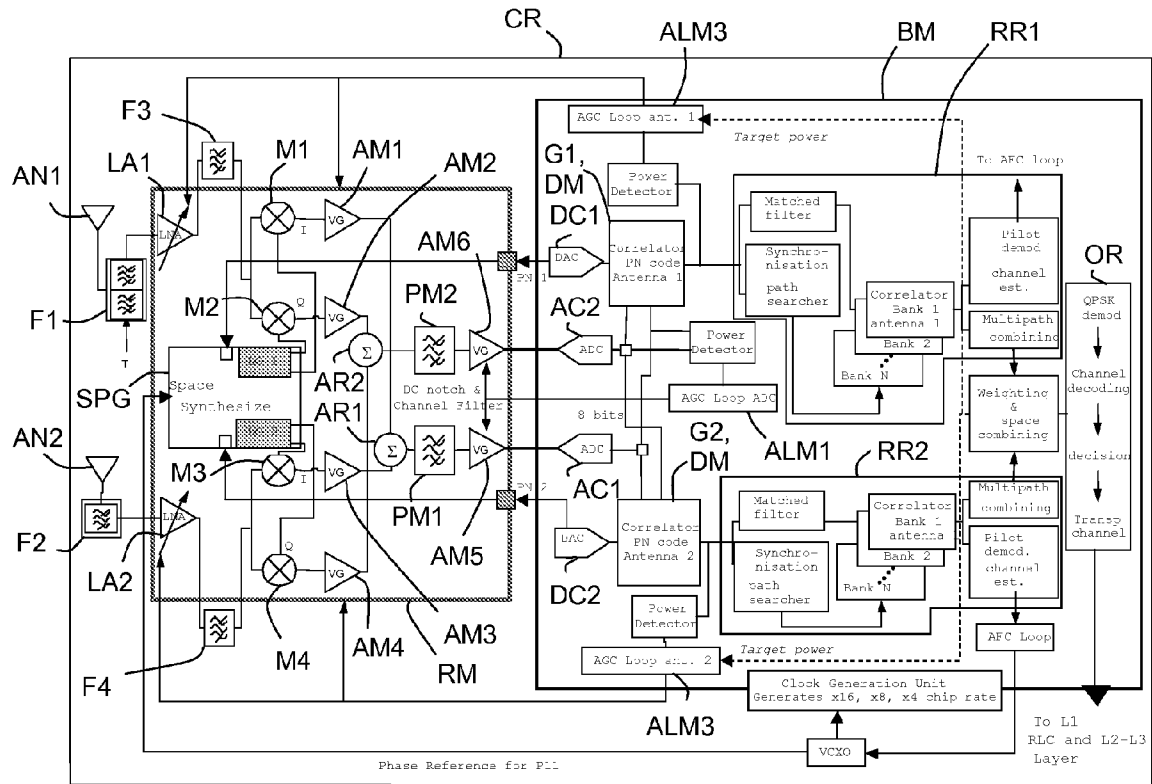 CR
ALM3
BM
RR1
F3
M1
AM1
AM2
G1,
DM
LA1
AN1
DC1
AM6
AGC Loop ant. 1
Target power
To AFC loop
Power
Detector
Matched
filter
Pilot
demod
channel
est.
OR
LNA
I
VG
DAC
Correlator
PN code
Antenna 1
Synchro-
nisation
path
searcher
QPSK
demod
PN 1
F1
M2
Q
VG
PM2
AC2
Correlator
Bank 1
antenna 1
Bank 2
Bank N
Multipath
combining
T
SPG
Space
Synthesize
Σ
AR2
VG
ADC
Power
Detector
DC notch &
Channel Filter
AGC Loop ADC
Channel
decoding
Weighting &
space
combining
AR1
8 bits
G2,
DM
ALM1
AN2
M3
I
VG
Σ
PM1
VG
ADC
AC1
RR2
decision
F2
LNA
LA2
PN 2
AM5
DAC
Correlator
PN code
Antenna 2
Matched
filter
Synchronisation
path
searcher
Correlator
Bank 1
antenna
Bank 2
Bank N
Multipath
combining
Pilot
demod.
channel
est.
Transp
channel
Q
VG
DC2
Power
Detector
F4
M4
AM4
AM3
RM
AGC Loop ant. 2
Target power
AFC Loop
ALM3
Clock Generation Unit
Generates x16, x8, x4 chip rate
VCXO
To L1
RLC and L2-L3
Layer
Phase Reference for Pll